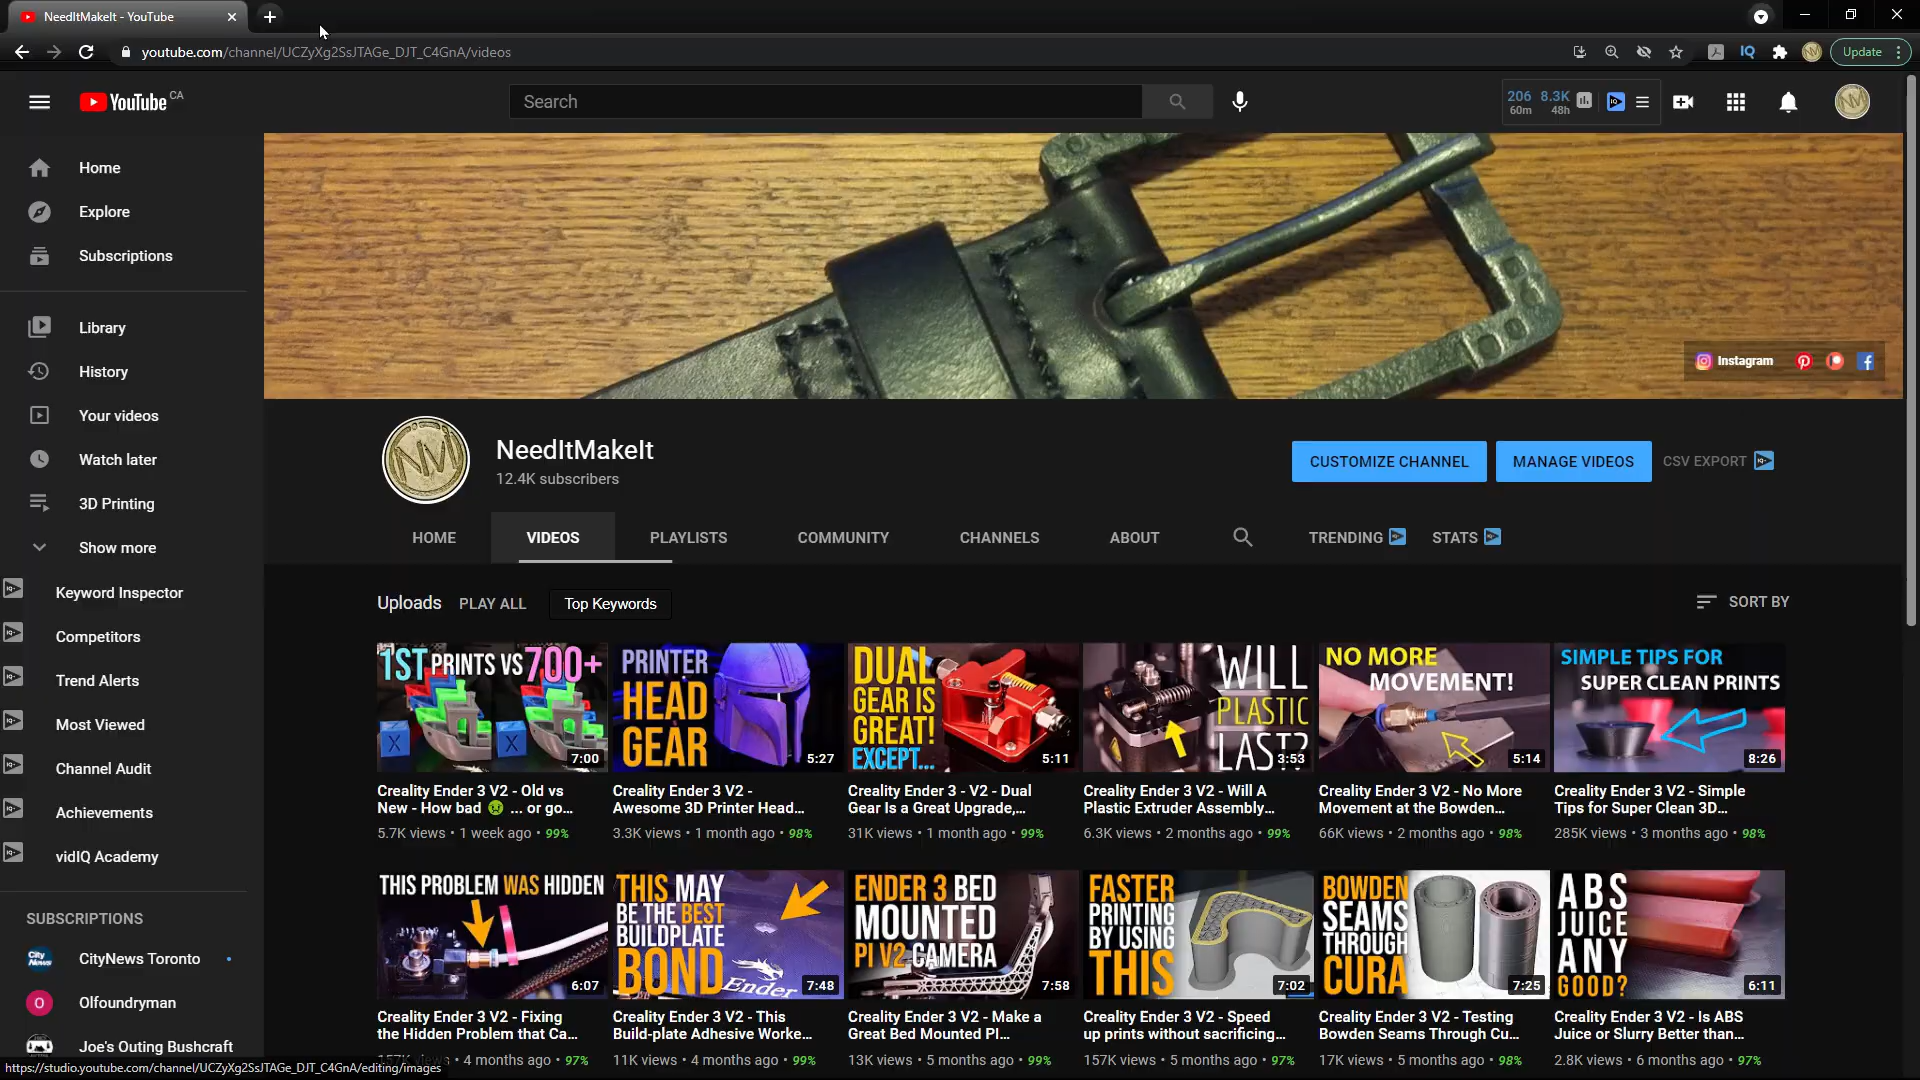 NeedItMakeIt - YouTube
youtube.com/channel/UCZyXg2SsJTAGe_DJT_C4GnA/videos
IQ
Update
YouTube CA
Search
206 8.3K
60m 48h
Home
Explore
Subscriptions
Library
History
Your videos
Watch later
3D Printing
Show more
Keyword Inspector
Competitors
Trend Alerts
Most Viewed
Channel Audit
Achievements
vidIQ Academy
SUBSCRIPTIONS
CityNews Toronto
Olfoundryman
Joe's Outing Bushcraft
Instagram
NeedItMakeIt
12.4K subscribers
CUSTOMIZE CHANNEL
MANAGE VIDEOS
CSV EXPORT
HOME VIDEOS PLAYLISTS COMMUNITY CHANNELS ABOUT TRENDING STATS
Uploads PLAY ALL Top Keywords SORT BY
1ST PRINTS VS 700+
X X
7:00
Creality Ender 3 V2 - Old vs
New - How bad 🤢 ... or go...
5.7K views • 1 week ago • 99%
PRINTER
HEAD
GEAR
5:27
Creality Ender 3 V2 -
Awesome 3D Printer Head...
3.3K views • 1 month ago • 98%
DUAL
GEAR IS
GREAT!
EXCEPT...
5:11
Creality Ender 3 - V2 - Dual
Gear Is a Great Upgrade,...
31K views • 1 month ago • 99%
WILL
PLASTIC
LAST?
3:53
Creality Ender 3 V2 - Will A
Plastic Extruder Assembly...
6.3K views • 2 months ago • 99%
NO MORE
MOVEMENT!
5:14
Creality Ender 3 V2 - No More
Movement at the Bowden...
66K views • 2 months ago • 98%
SIMPLE TIPS FOR
SUPER CLEAN PRINTS
8:26
Creality Ender 3 V2 - Simple
Tips for Super Clean 3D...
285K views • 3 months ago • 98%
THIS PROBLEM WAS HIDDEN
6:07
Creality Ender 3 V2 - Fixing
the Hidden Problem that Ca...
157K views • 4 months ago • 97%
THIS MAY
BE THE BEST
BUILDPLATE
BOND
Ender
7:48
Creality Ender 3 V2 - This
Build-plate Adhesive Worke...
11K views • 4 months ago • 99%
ENDER 3 BED
MOUNTED
PI V2 CAMERA
7:58
Creality Ender 3 V2 - Make a
Great Bed Mounted PI...
13K views • 5 months ago • 99%
FASTER
PRINTING
BY USING
THIS
7:02
Creality Ender 3 V2 - Speed
up prints without sacrificing...
157K views • 5 months ago • 97%
BOWDEN
SEAMS
THROUGH
CURA
7:25
Creality Ender 3 V2 - Testing
Bowden Seams Through Cu...
17K views • 5 months ago • 98%
ABS
JUICE
ANY
GOOD?
6:11
Creality Ender 3 V2 - Is ABS
Juice or Slurry Better than...
2.8K views • 6 months ago • 97%
https://studio.youtube.com/channel/UCZyXg2SsJTAGe_DJT_C4GnA/editing/images